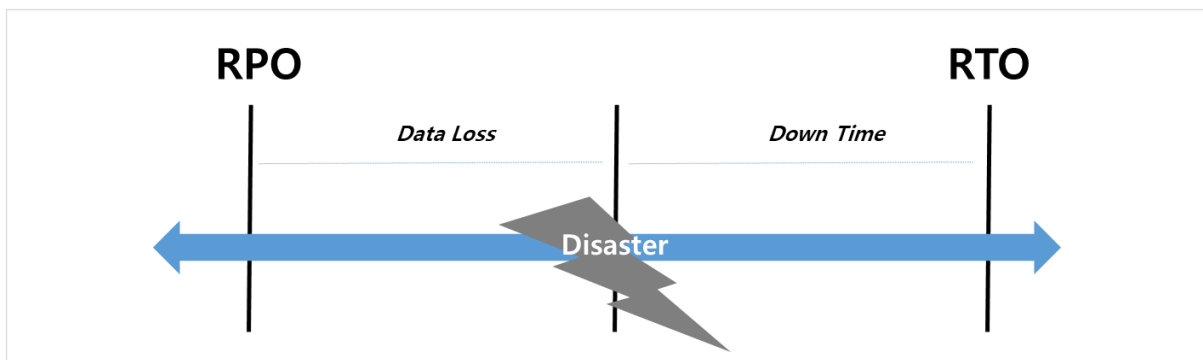 RPO
RTO
Data Loss
Down Time
Disaster